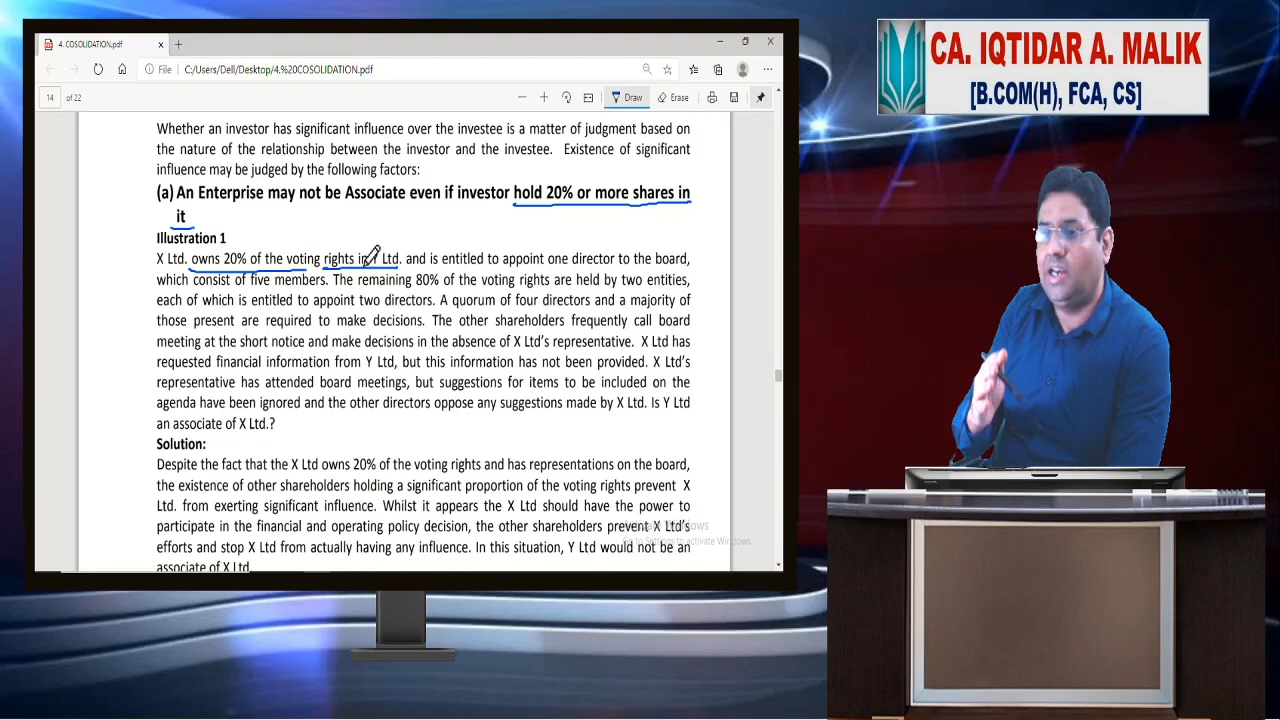 4. COSOLIDATION.pdf
File C:/Users/Dell/Desktop/4.%20COSOLIDATION.pdf
14 of 22
Draw
Erase
CA. IQTIDAR A. MALIK
[B.COM(H), FCA, CS]
Whether an investor has significant influence over the investee is a matter of judgment based on
the nature of the relationship between the investor and the investee. Existence of significant
influence may be judged by the following factors:
(a) An Enterprise may not be Associate even if investor hold 20% or more shares in
it
Illustration 1
X Ltd. owns 20% of the voting rights in Ltd. and is entitled to appoint one director to the board,
which consist of five members. The remaining 80% of the voting rights are held by two entities,
each of which is entitled to appoint two directors. A quorum of four directors and a majority of
those present are required to make decisions. The other shareholders frequently call board
meeting at the short notice and make decisions in the absence of X Ltd's representative. X Ltd has
requested financial information from Y Ltd, but this information has not been provided. X Ltd's
representative has attended board meetings, but suggestions for items to be included on the
agenda have been ignored and the other directors oppose any suggestions made by X Ltd. Is Y Ltd
an associate of X Ltd.?
Solution:
Despite the fact that the X Ltd owns 20% of the voting rights and has representations on the board,
the existence of other shareholders holding a significant proportion of the voting rights prevent X
Ltd. from exerting significant influence. Whilst it appears the X Ltd should have the power to
participate in the financial and operating policy decision, the other shareholders prevent X Ltd's
efforts and stop X Ltd from actually having any influence. In this situation, Y Ltd would not be an
associate of X Ltd.
Go to Settings to activate Windows.